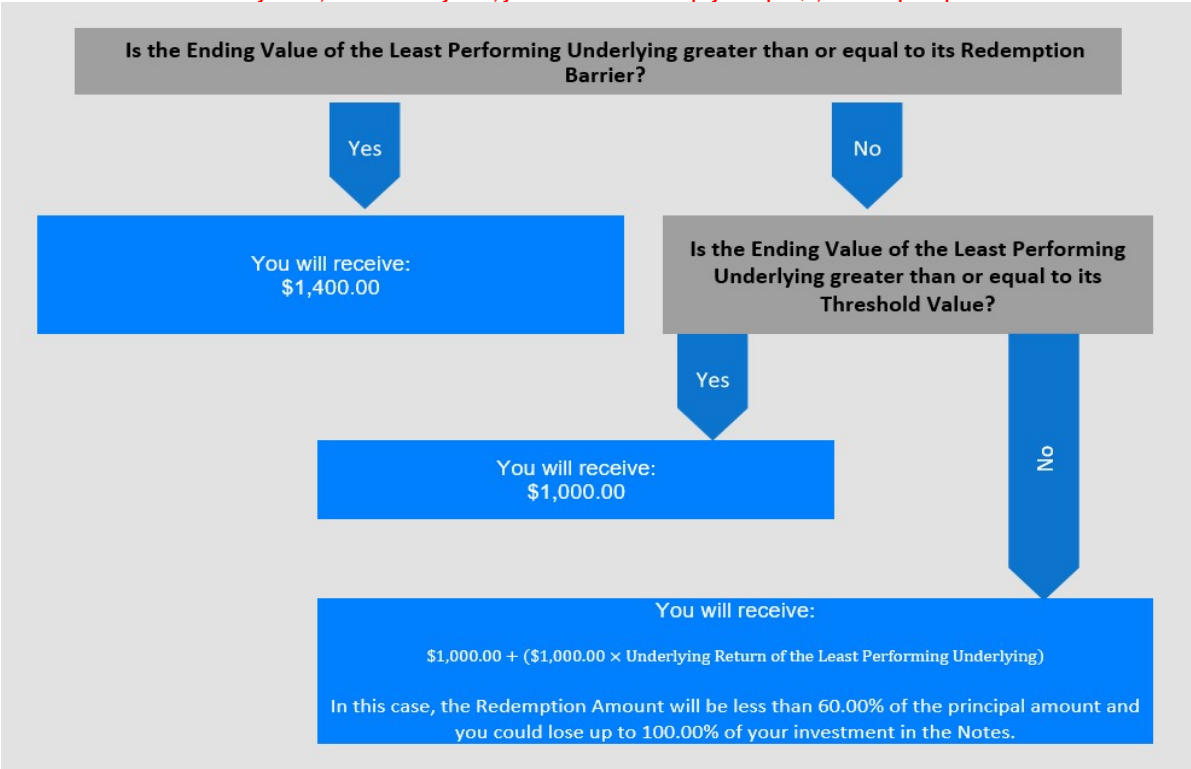 Is the Ending Value of the Least Performing Underlying greater than or equal to its Redemption
Barrier?
Yes
No
You will receive:
$1,400.00
Is the Ending Value of the Least Performing
Underlying greater than or equal to its
Threshold Value?
Yes
No
You will receive:
$1,000.00
You will receive:
$1,000.00 + ($1,000.00 × Underlying Return of the Least Performing Underlying)
In this case, the Redemption Amount will be less than 60.00% of the principal amount and
you could lose up to 100.00% of your investment in the Notes.